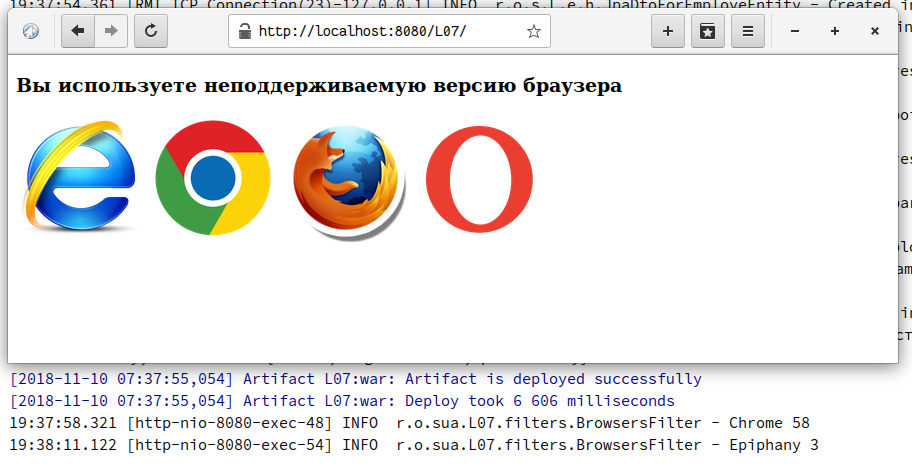 19:37:54.361 [RMI TCP Connection(23)-127.0.0.1] INFO r.o.s.l.e.h.JpaDtoForEmployeEntity - Created in
http://localhost:8080/L07/
Вы используете неподдерживаемую версию браузера
[2018-11-10 07:37:55,054] Artifact L07:war: Artifact is deployed successfully
[2018-11-10 07:37:55,054] Artifact L07:war: Deploy took 6 606 milliseconds
19:37:58.321 [http-nio-8080-exec-48] INFO r.o.sua.L07.filters.BrowsersFilter - Chrome 58
19:38:11.122 [http-nio-8080-exec-54] INFO r.o.sua.L07.filters.BrowsersFilter - Epiphany 3